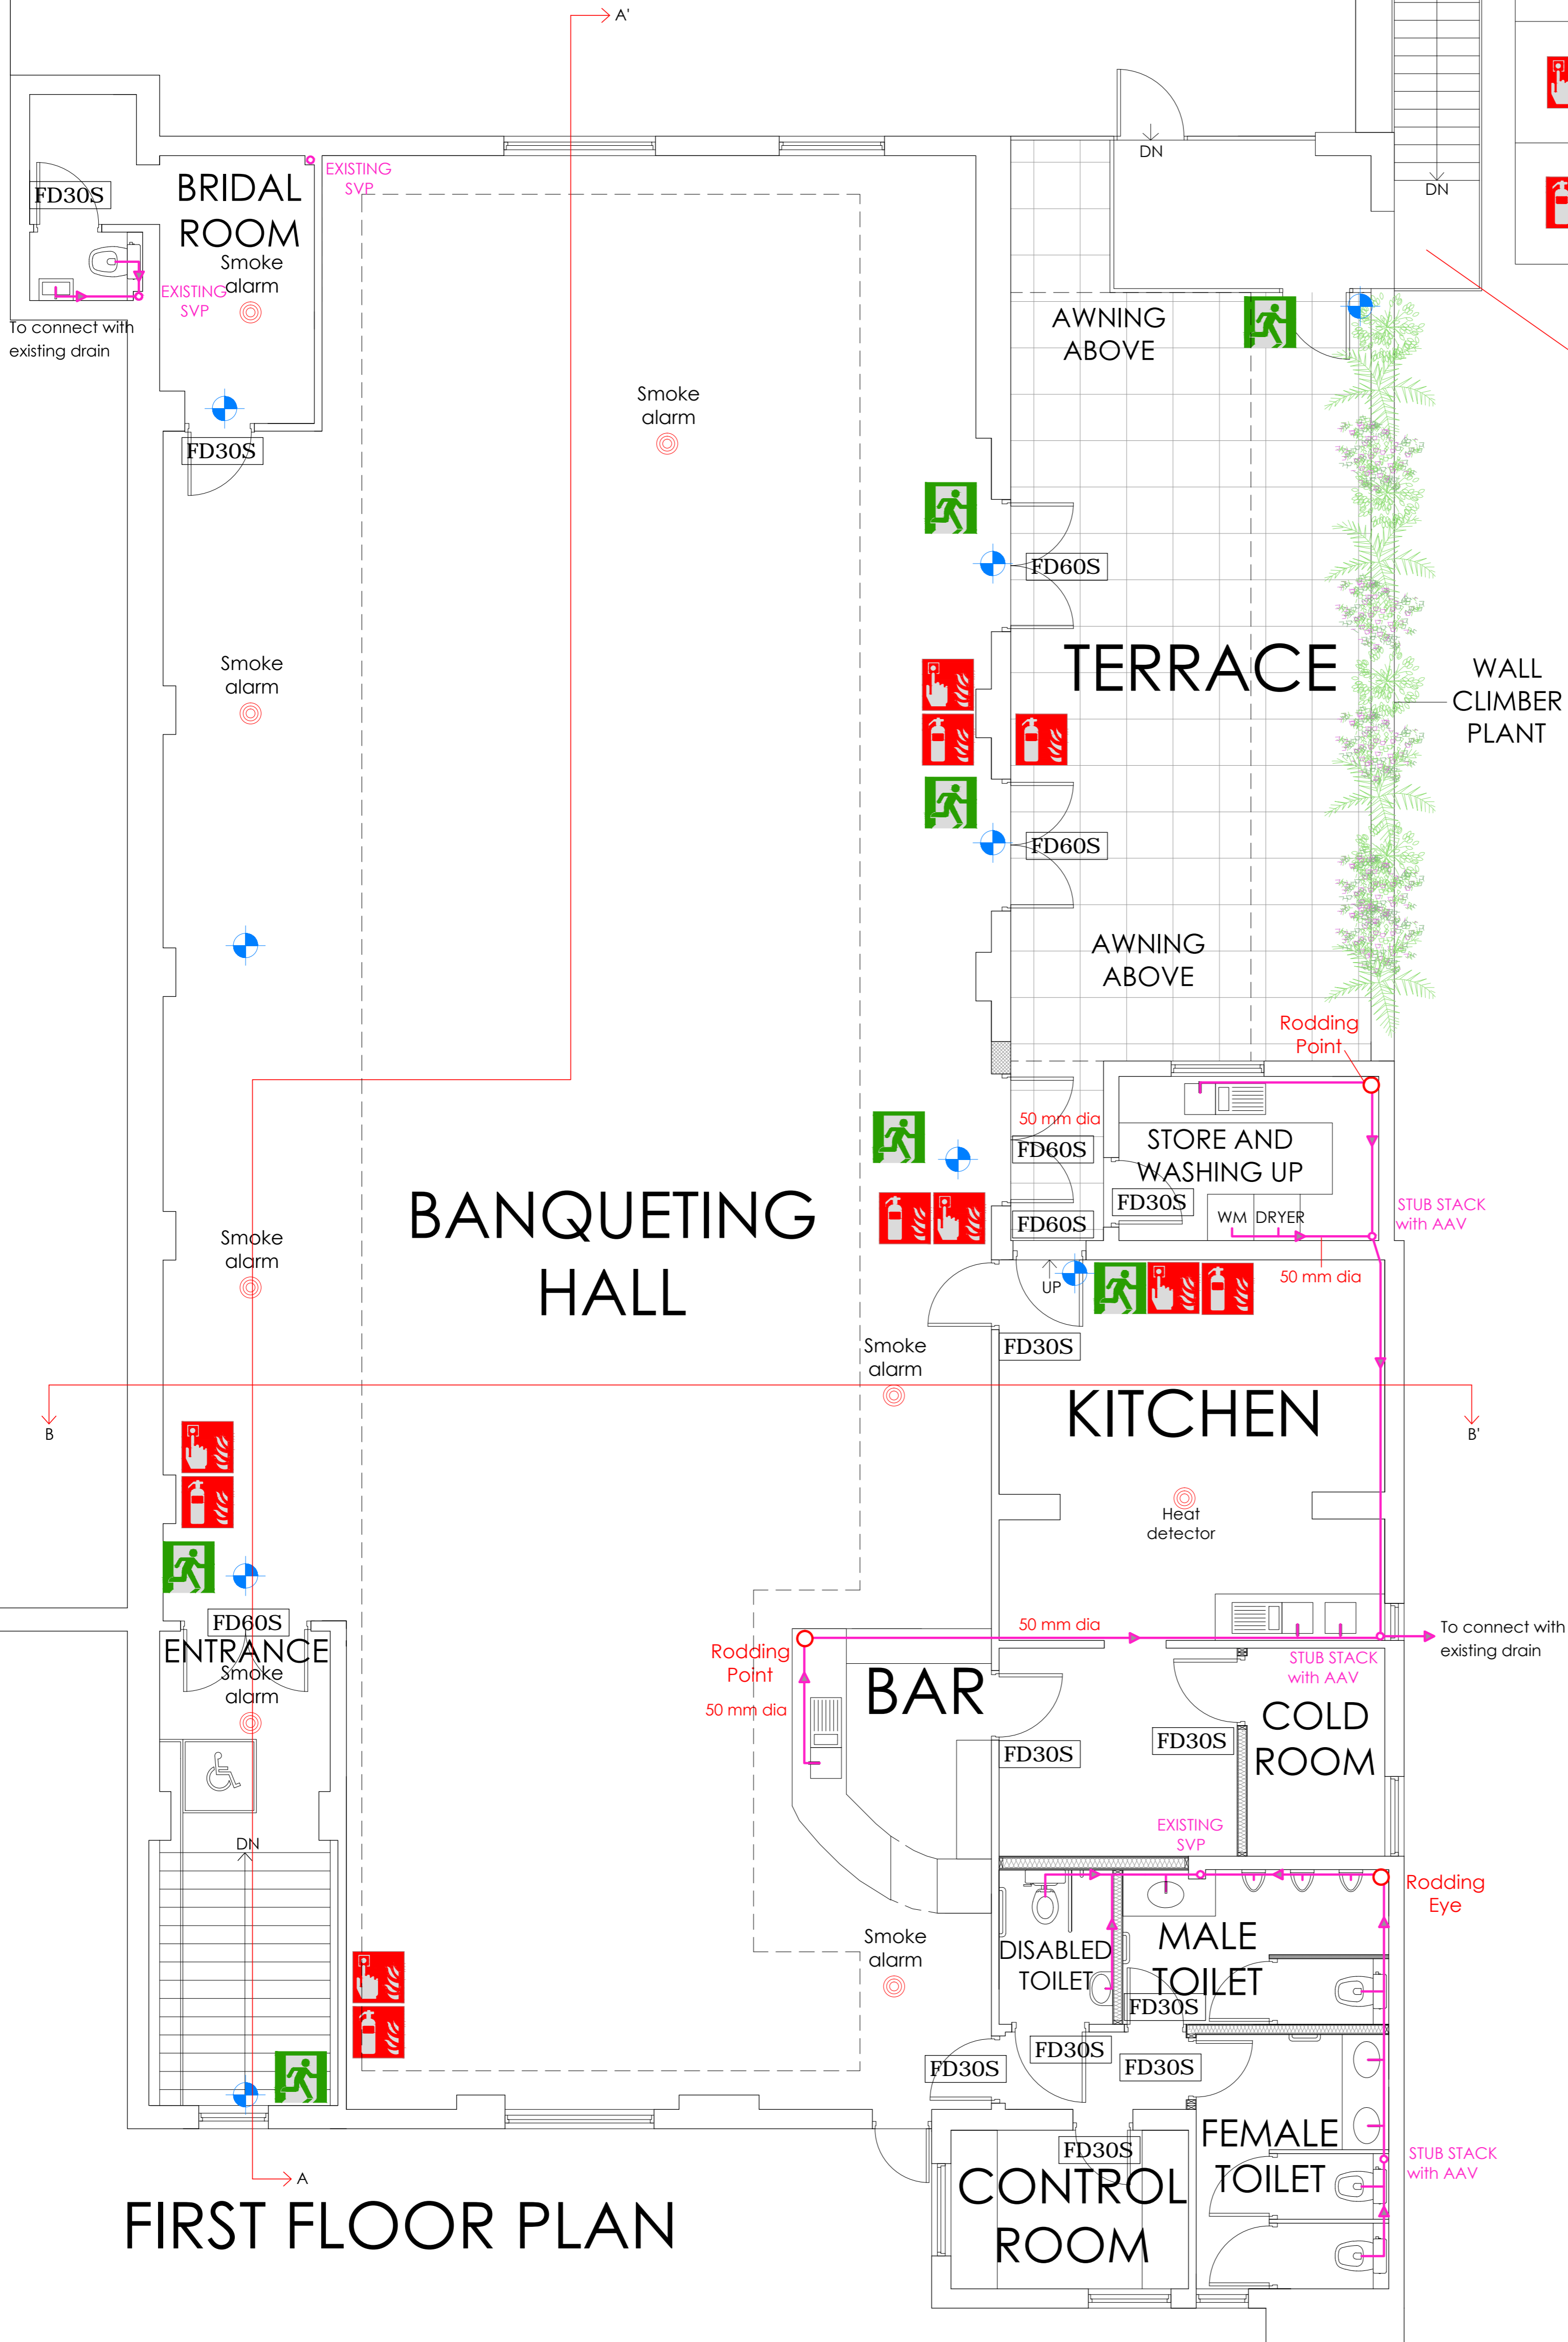 A'
DN
DN
FD30S
BRIDAL
ROOM
EXISTING
SVP
Smoke
alarm
EXISTING
SVP
To connect with
existing drain
AWNING
ABOVE
Smoke
alarm
FD30S
FD60S
Smoke
alarm
TERRACE
WALL
CLIMBER
PLANT
FD60S
AWNING
ABOVE
Rodding
Point
50 mm dia
FD60S
STORE AND
WASHING UP
FD30S
BANQUETING
HALL
FD60S
WM
DRYER
STUB STACK
with AAV
Smoke
alarm
50 mm dia
UP
Smoke
alarm
FD30S
KITCHEN
B
B'
Heat
detector
FD60S
ENTRANCE
Smoke
alarm
Rodding
Point
50 mm dia
50 mm dia
To connect with
existing drain
STUB STACK
with AAV
BAR
COLD
ROOM
FD30S
FD30S
DN
EXISTING
SVP
Rodding
Eye
Smoke
alarm
DISABLED
TOILET
MALE
TOILET
FD30S
FD30S
FD30S
FD30S
FEMALE
TOILET
STUB STACK
with AAV
FD30S
CONTROL
ROOM
A
FIRST FLOOR PLAN